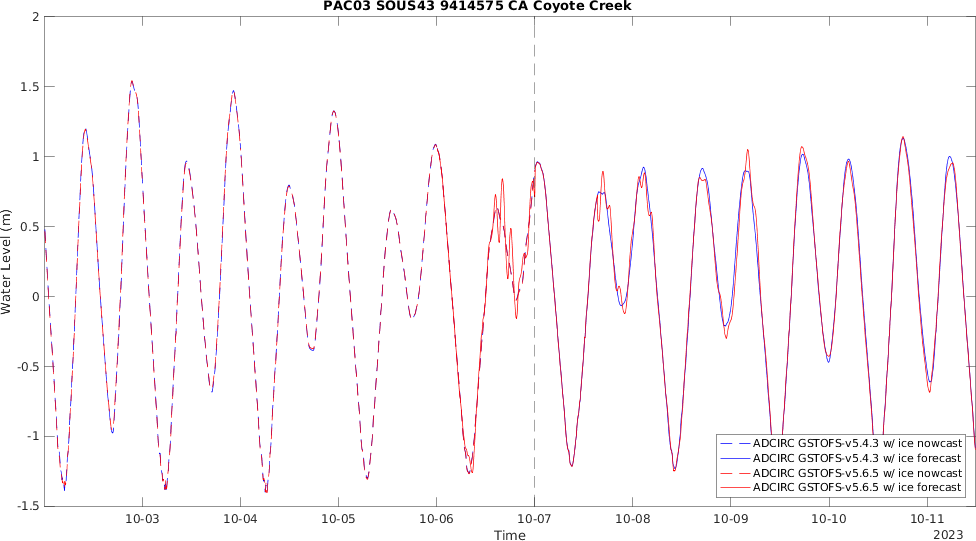 PAC03 SOUS43 9414575 CA Coyote Creek
Water Level (m)
2
1.5
1
0.5
0
-0.5
-1
-1.5
10-03 10-04 10-05 10-06 10-07 10-08 10-09 10-10 10-11
Time
2023
ADCIRC GSTOFS-v5.4.3 w/ ice nowcast
ADCIRC GSTOFS-v5.4.3 w/ ice forecast
ADCIRC GSTOFS-v5.6.5 w/ ice nowcast
ADCIRC GSTOFS-v5.6.5 w/ ice forecast